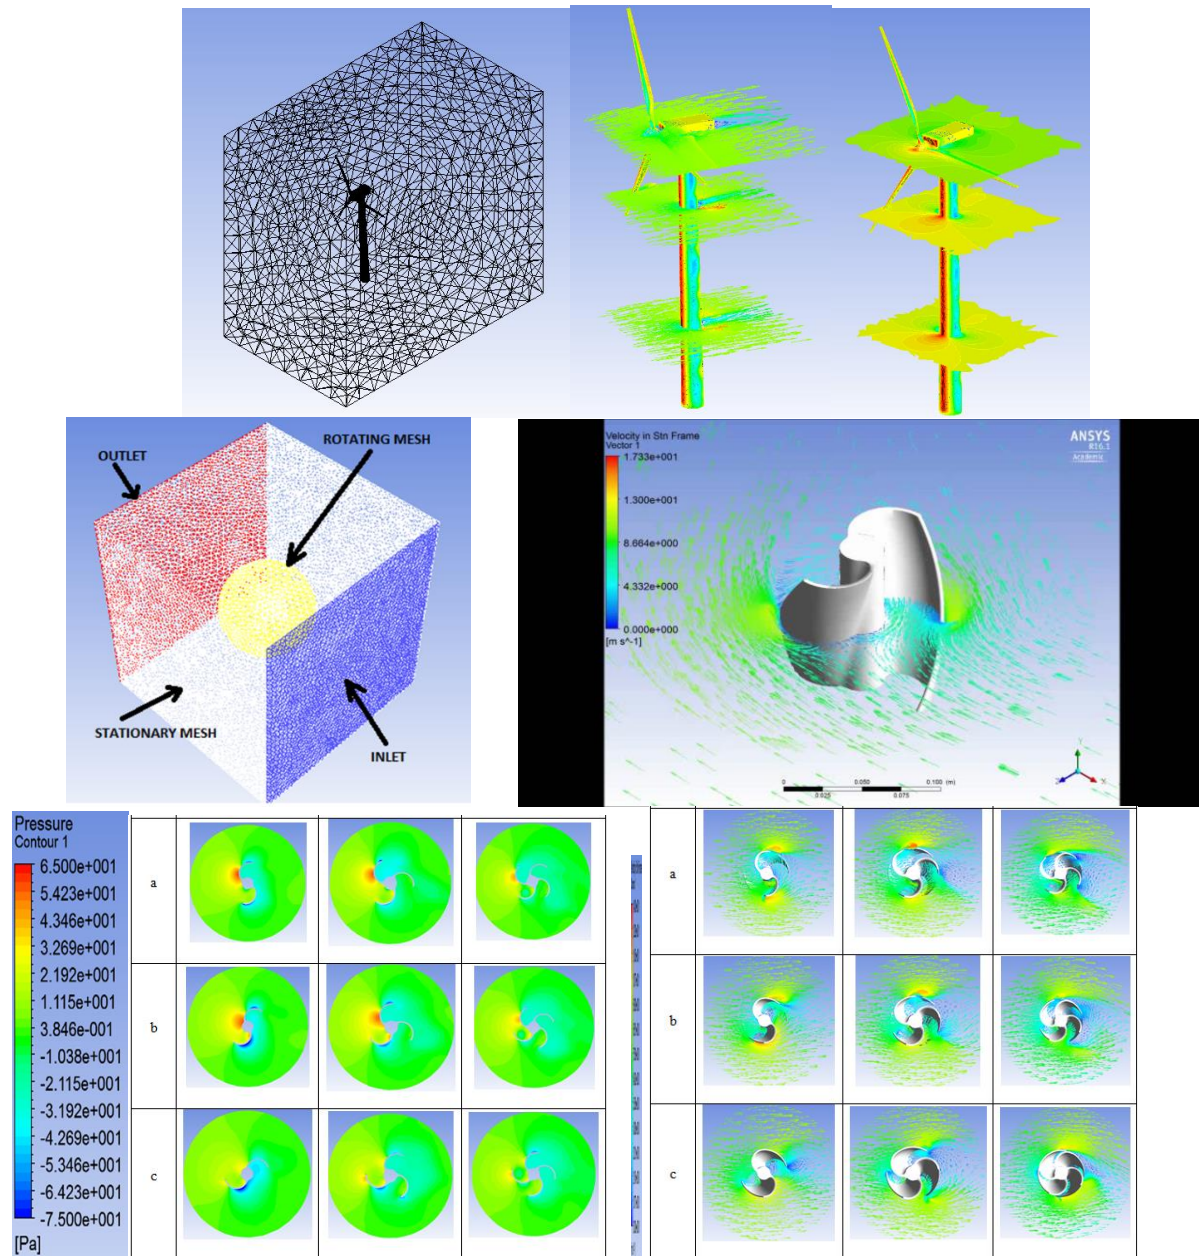 OUTLET
ROTATING MESH
STATIONARY MESH
INLET
Velocity in Stn Frame
Vector 1
1.733e+001
1.300e+001
8.664e+000
4.332e+000
0.000e+000
[m s^-1]
ANSYS
R16.1
Academic
Y
X
0
0.050
0.100 (m)
0.025
0.075
Pressure
Contour 1
6.500e+001
5.423e+001
4.346e+001
3.269e+001
2.192e+001
1.115e+001
3.846e-001
-1.038e+001
-2.115e+001
-3.192e+001
-4.269e+001
-5.346e+001
-6.423e+001
-7.500e+001
[Pa]
a
b
c
a
b
c